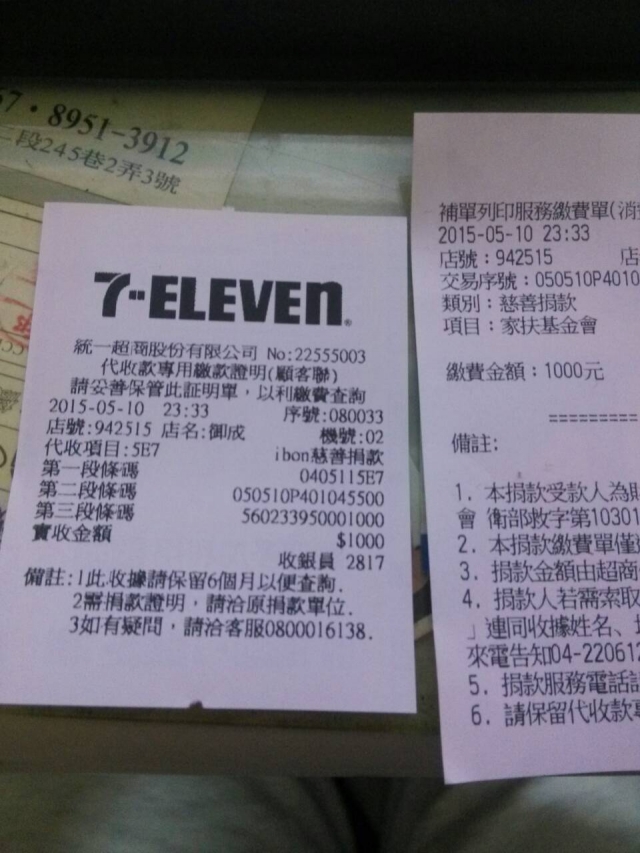 57・8951-3912
二段245巷2弄3號
7-ELEVEN®
統一超商股份有限公司 No:22555003
代收款專用繳款證明(顧客聯)
請妥善保管此証明單，以利繳費查詢
2015-05-10 23:33 序號:080033
店號:942515 店名:御成 機號:02
代收項目:5E7 ibon慈善捐款
第一段條碼 0405115E7
第二段條碼 050510P401045500
第三段條碼 560233950001000
實收金額 $1000
收銀員 2817
備註:1此收據請保留6個月以便查詢.
2需捐款證明，請洽原捐款單位.
3如有疑問，請洽客服0800016138.
補單列印服務繳費單(消
2015-05-10 23:33
店號:942515 店
交易序號:050510P4010
類別:慈善捐款
項目:家扶基金會
繳費金額:1000元
=========
備註:
1. 本捐款受款人為財
會 衛部救字第10301
2. 本捐款繳費單僅
3. 捐款金額由超商
4. 捐款人若需索取
」連同收據姓名、
來電告知04-220612
5. 捐款服務電話
6. 請保留代收款專